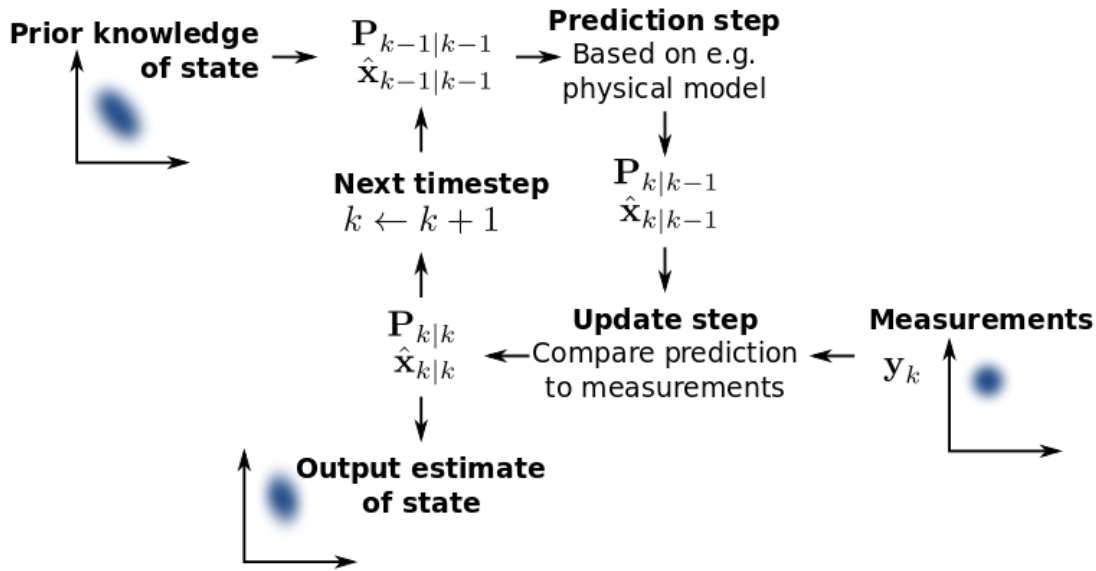 Prior knowledge
of state
P_{k−1|k−1}
x̂_{k−1|k−1}
Prediction step
Based on e.g.
physical model
P_{k|k−1}
x̂_{k|k−1}
Next timestep
k ← k + 1
P_{k|k}
x̂_{k|k}
Update step
Compare prediction
to measurements
Measurements
y_k
Output estimate
of state